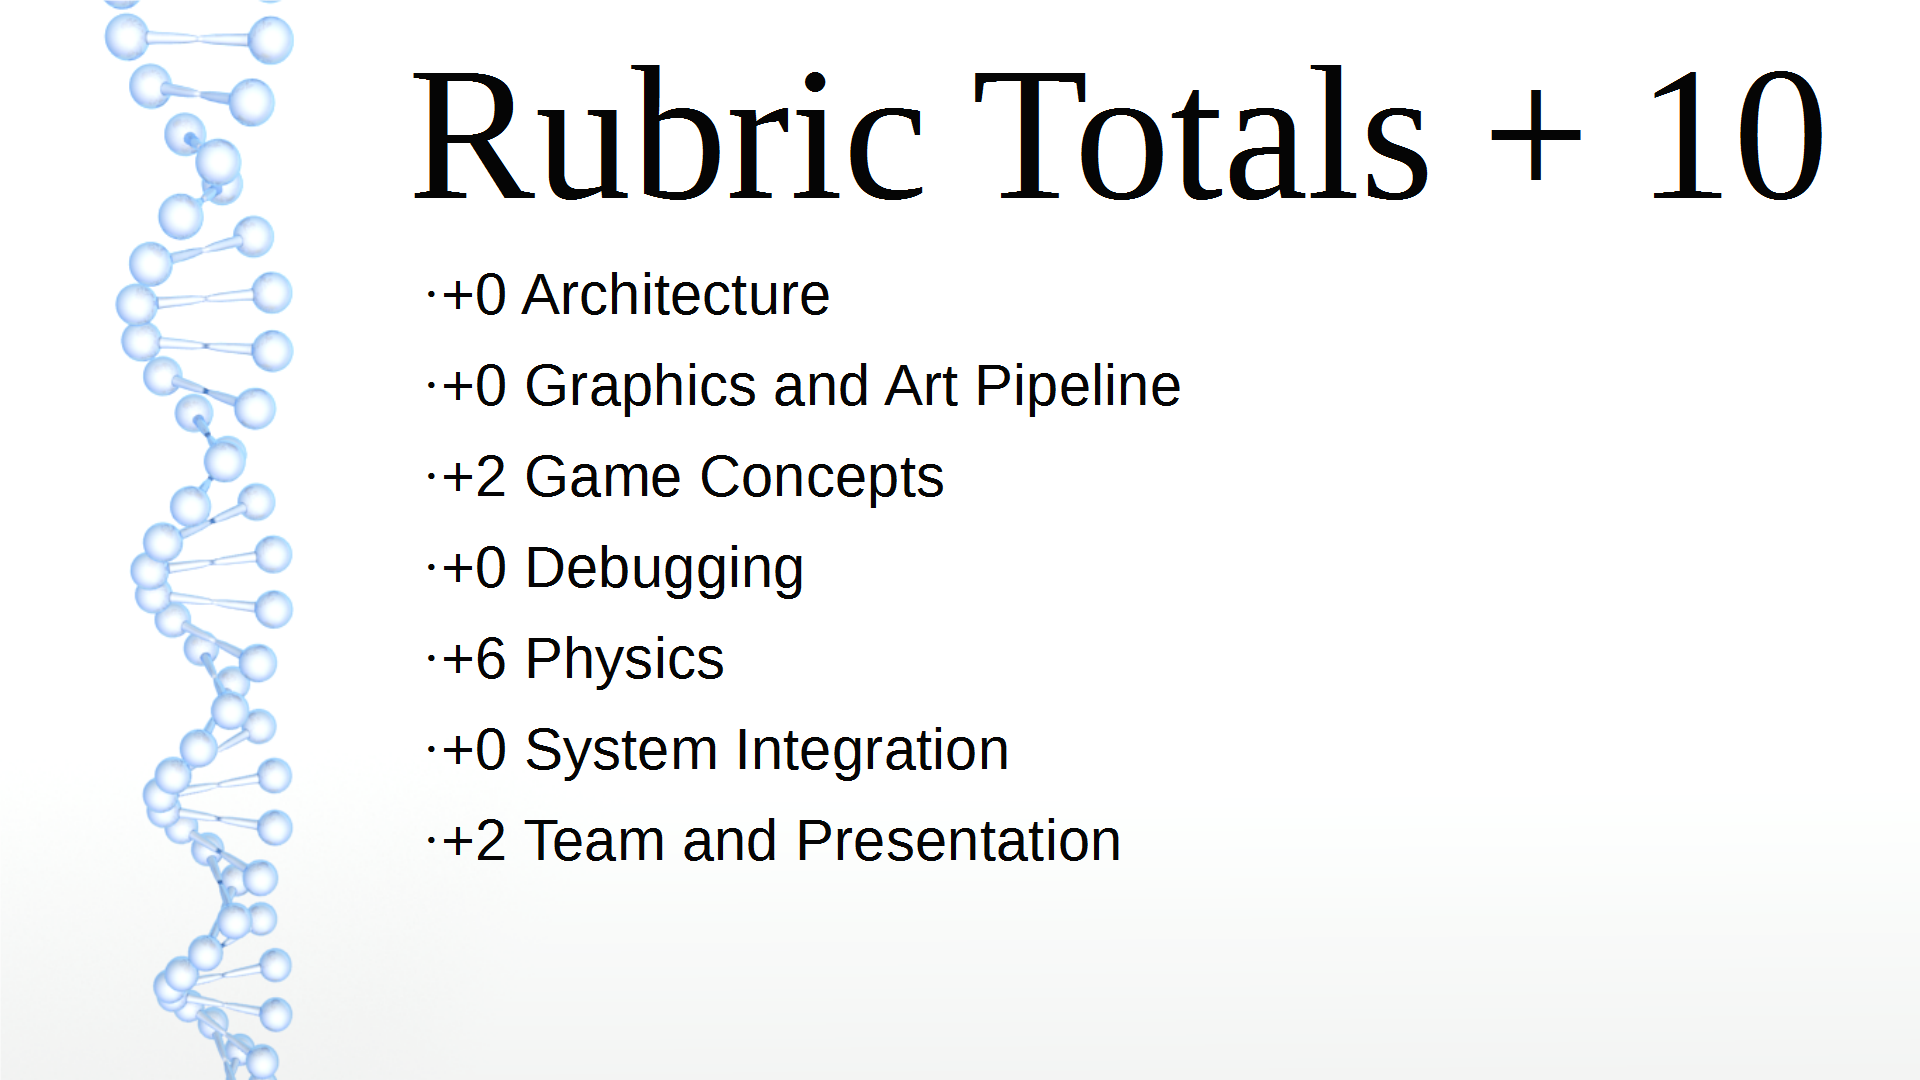 Rubric Totals + 10
·+0 Architecture
·+0 Graphics and Art Pipeline
·+2 Game Concepts
·+0 Debugging
·+6 Physics
·+0 System Integration
·+2 Team and Presentation